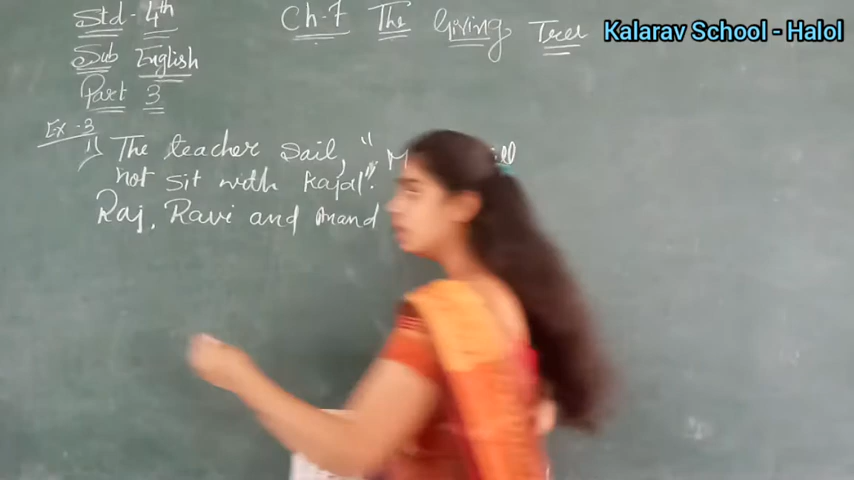 Std - 4th
Ch-7 The Giving Tree
Kalarav School - Halol
Sub English
Part 3
Ex-3
1) The teacher said, "
not sit with Kajal".
Raj, Ravi and Anand